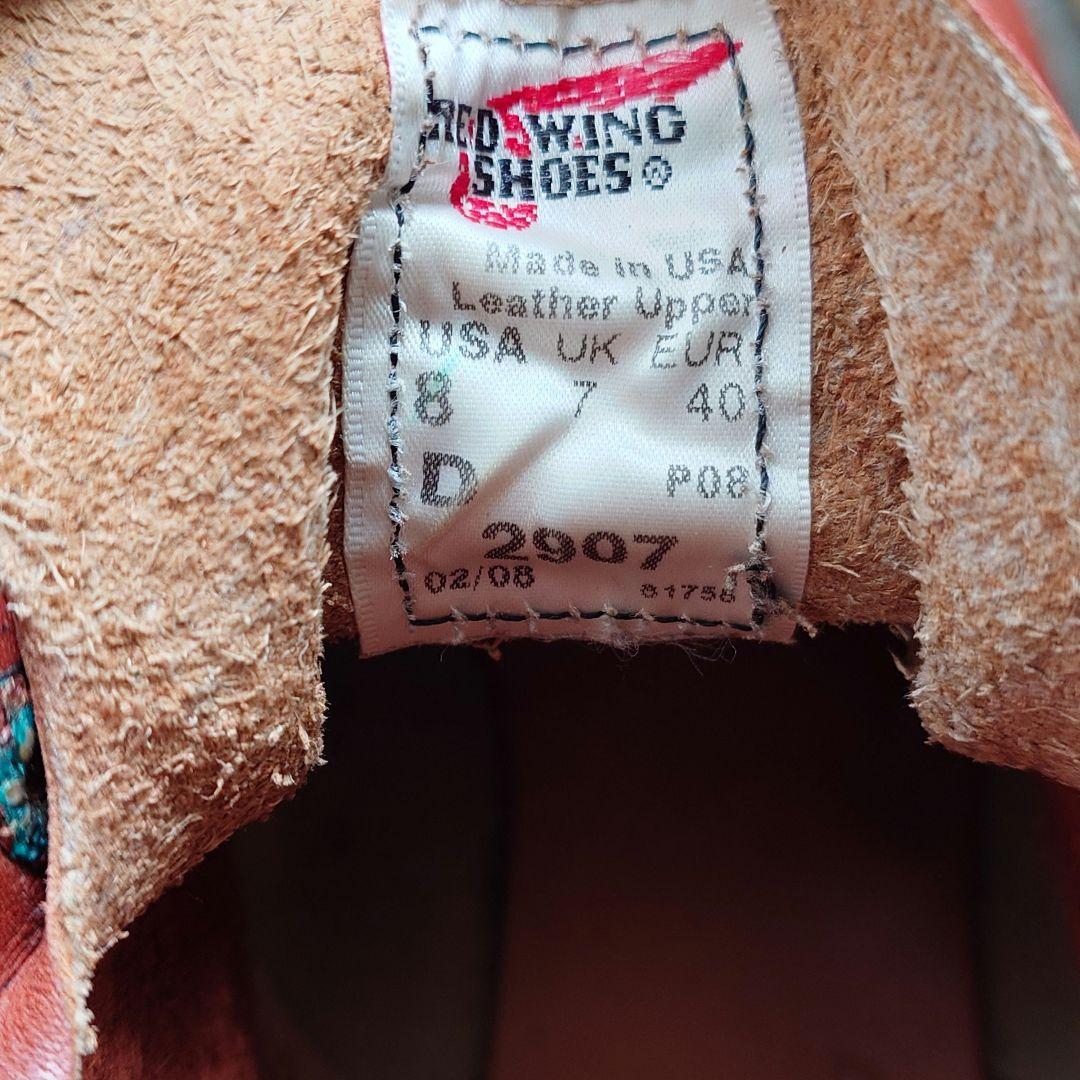 RED WING
SHOES®
Made in USA
Leather Upper
USA UK EUR
8 7 40
D P08
2907
02/08 81758